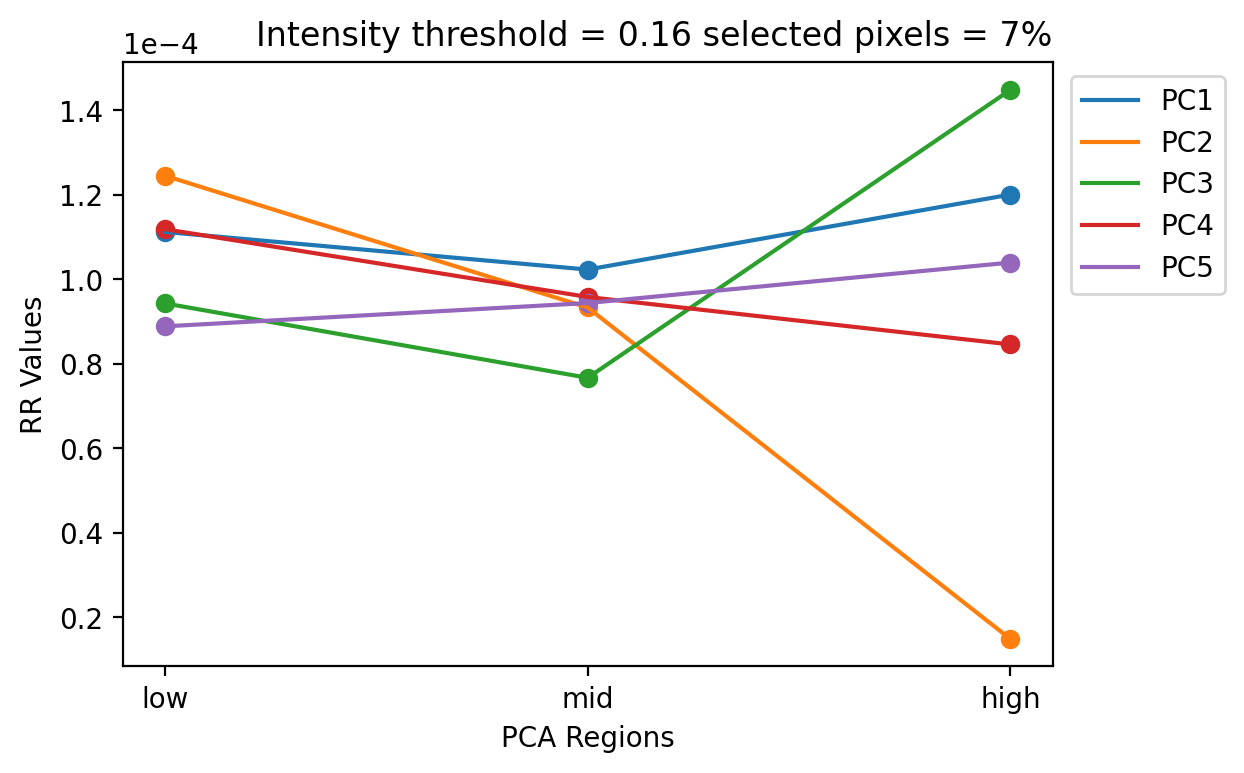 1e−4
Intensity threshold = 0.16 selected pixels = 7%
RR Values
1.4
1.2
1.0
0.8
0.6
0.4
0.2
low
mid
high
PCA Regions
PC1
PC2
PC3
PC4
PC5